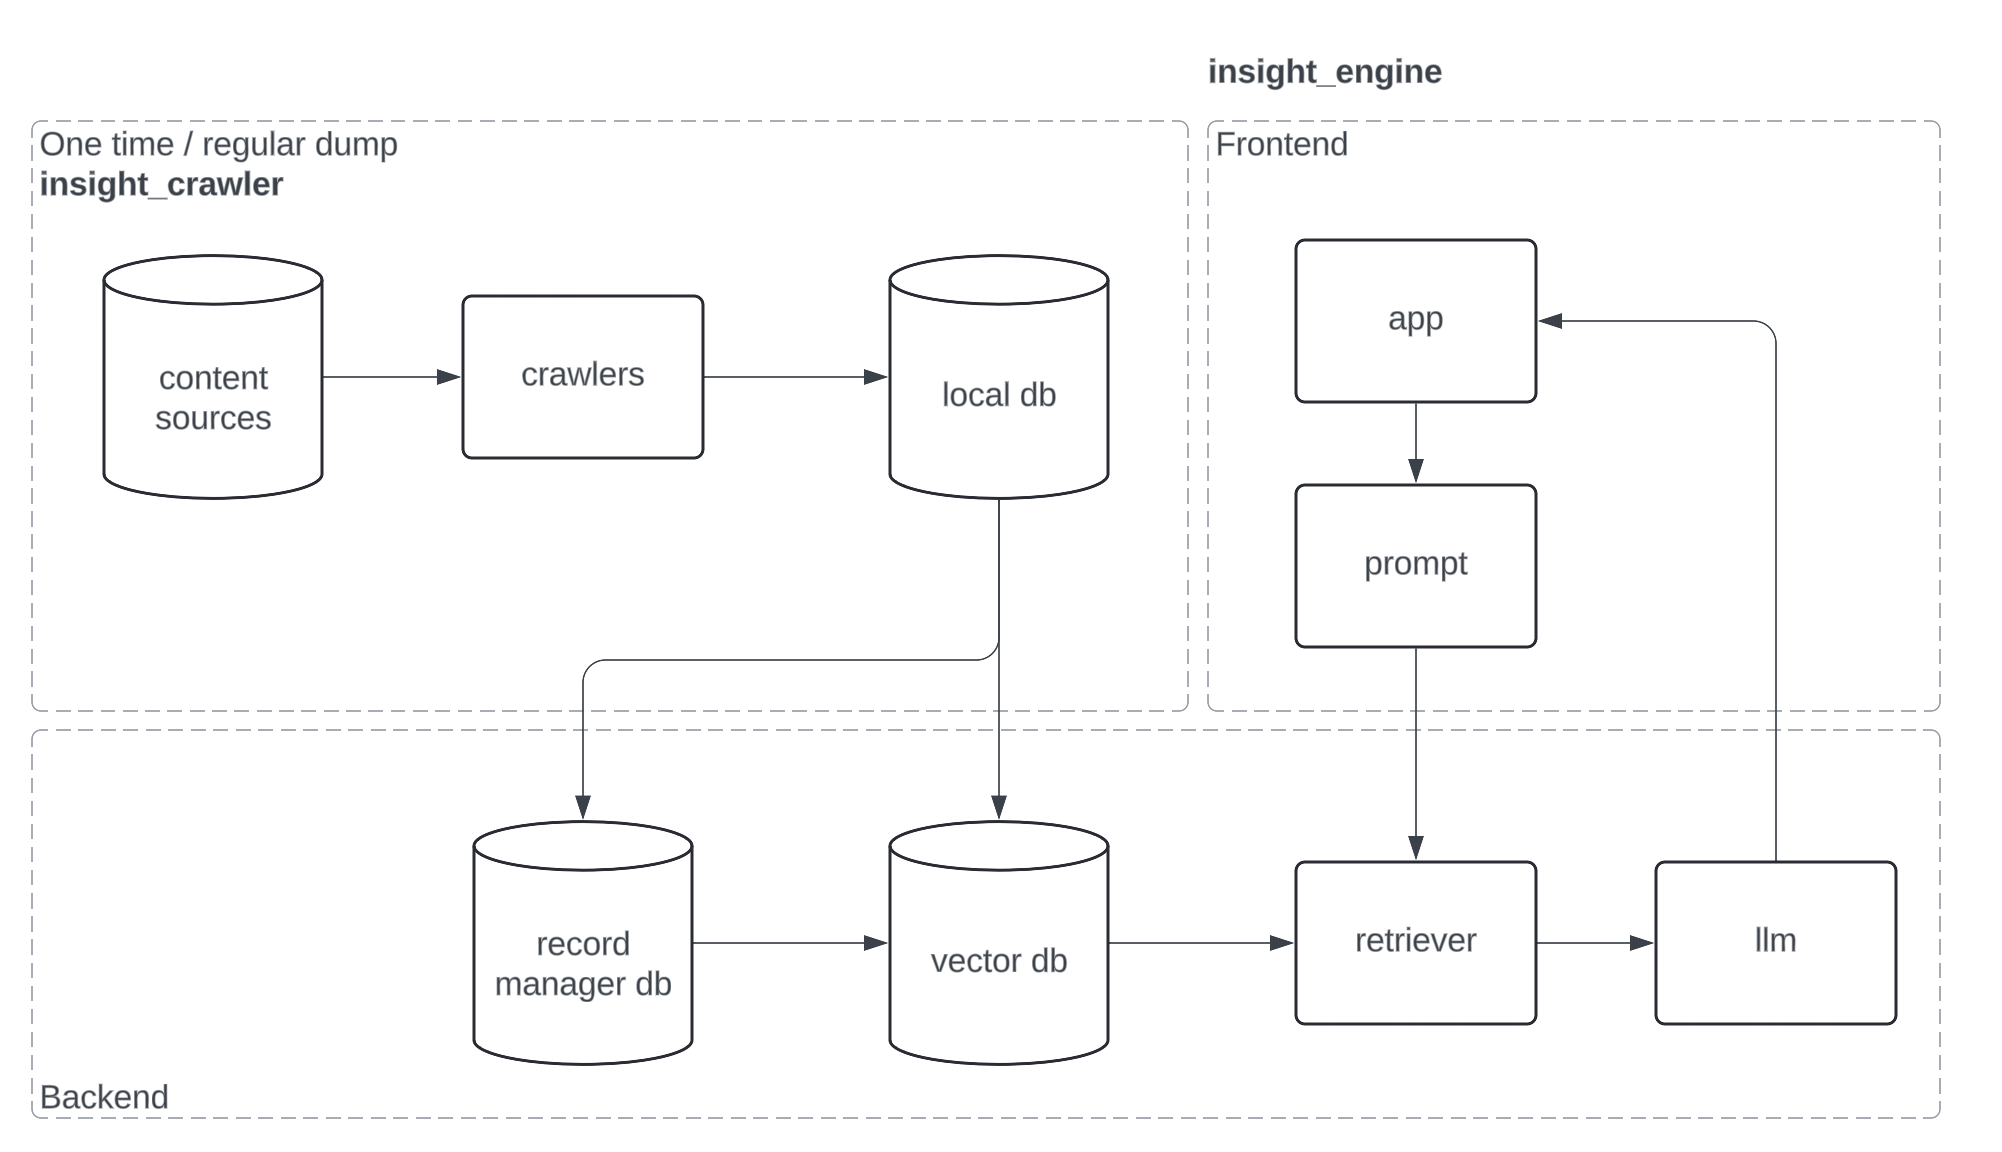 insight_engine
One time / regular dump
insight_crawler
Frontend
content
sources
crawlers
local db
app
prompt
record
manager db
vector db
retriever
llm
Backend